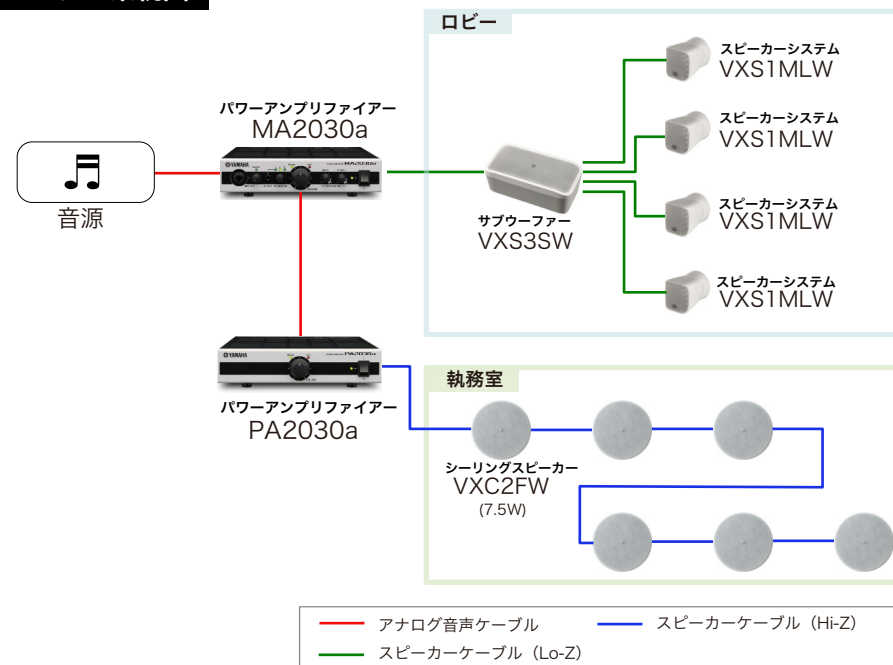 ロビー
スピーカーシステム
VXS1MLW
スピーカーシステム
VXS1MLW
スピーカーシステム
VXS1MLW
スピーカーシステム
VXS1MLW
パワーアンプリファイアー
MA2030a
YAMAHA
MA2030a
音源
サブウーファー
VXS3SW
YAMAHA
PA2030a
パワーアンプリファイアー
PA2030a
執務室
シーリングスピーカー
VXC2FW
(7.5W)
アナログ音声ケーブル
スピーカーケーブル（Hi-Z）
スピーカーケーブル（Lo-Z）